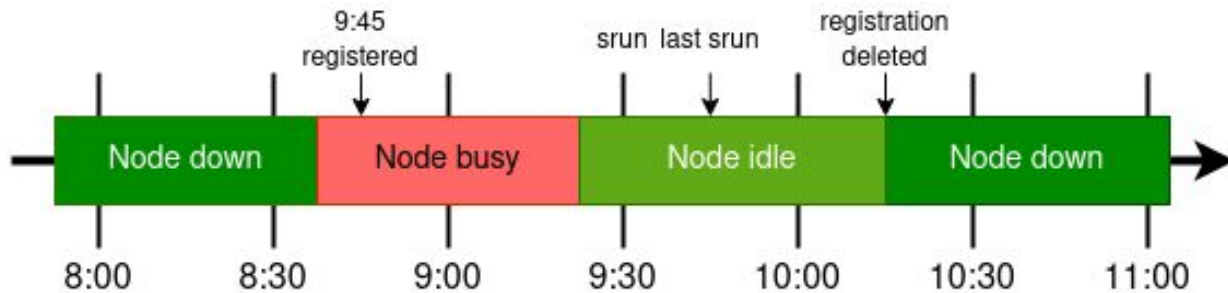 9:45
registered
srun last srun
registration
deleted
Node down
Node busy
Node idle
Node down
8:00
8:30
9:00
9:30
10:00
10:30
11:00